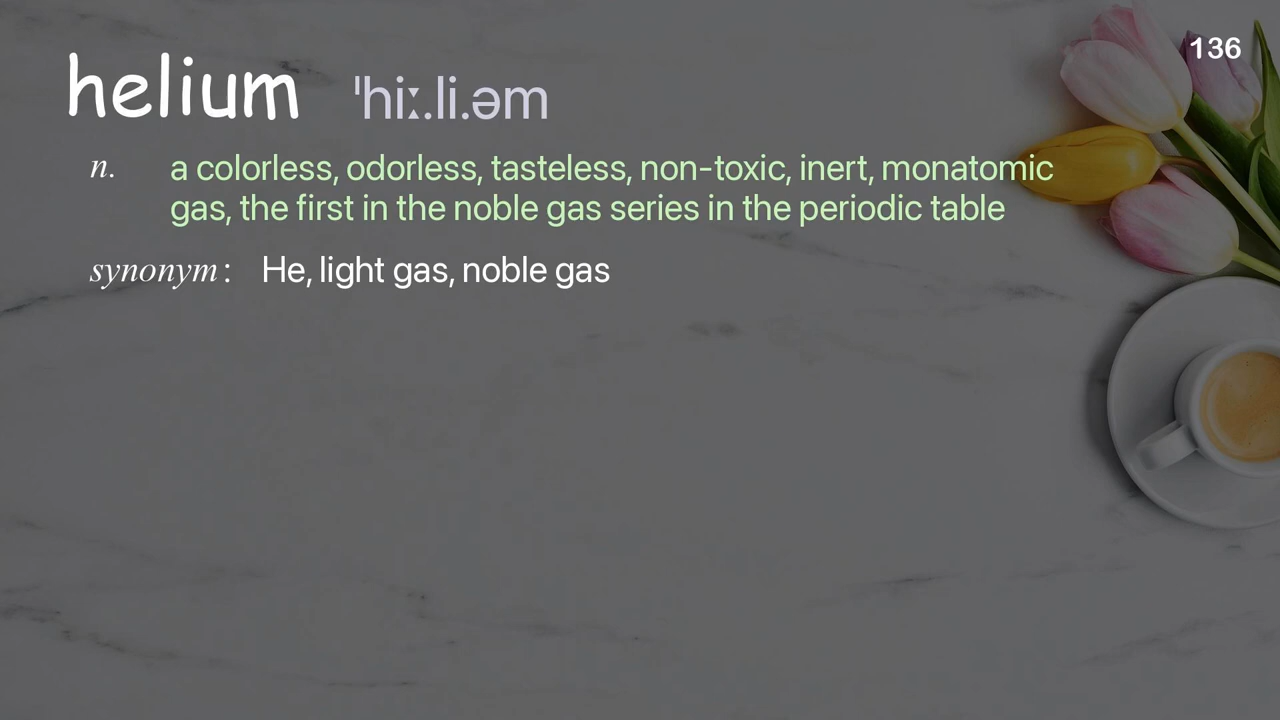 136
helium ˈhiː.li.əm
n. a colorless, odorless, tasteless, non-toxic, inert, monatomic
gas, the first in the noble gas series in the periodic table
synonym: He, light gas, noble gas